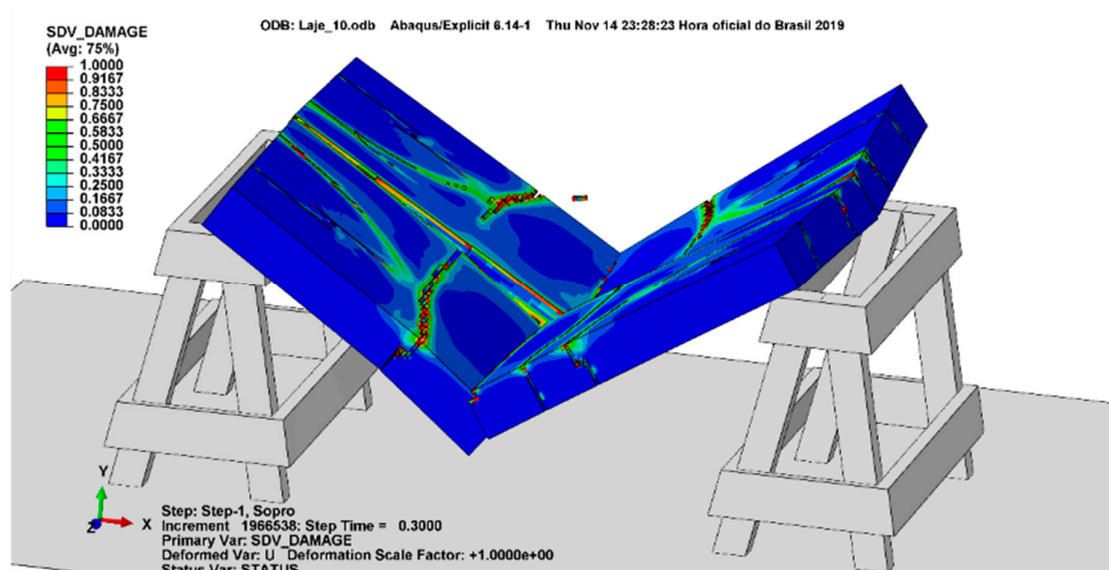 ODB: Laje_10.odb Abaqus/Explicit 6.14-1 Thu Nov 14 23:28:23 Hora oficial do Brasil 2019
SDV_DAMAGE
(Avg: 75%)
1.0000
0.9167
0.8333
0.7500
0.6667
0.5833
0.5000
0.4167
0.3333
0.2500
0.1667
0.0833
0.0000
Y
Z
X
Step: Step-1, Sopro
Increment 1966538: Step Time = 0.3000
Primary Var: SDV_DAMAGE
Deformed Var: U Deformation Scale Factor: +1.0000e+00
Status Var: STATUS